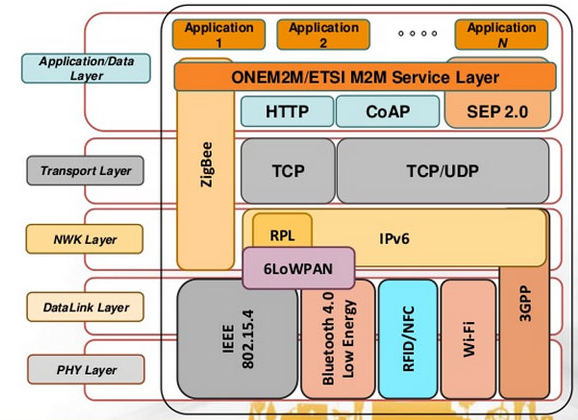 Application
1
Application
2
Application
N
Application/Data
Layer
ONEM2M/ETSI M2M Service Layer
HTTP
CoAP
SEP 2.0
ZigBee
Transport Layer
TCP
TCP/UDP
NWK Layer
RPL
IPv6
6LoWPAN
DataLink Layer
IEEE
802.15.4
Bluetooth 4.0
Low Energy
RFID/NFC
Wi-Fi
3GPP
PHY Layer